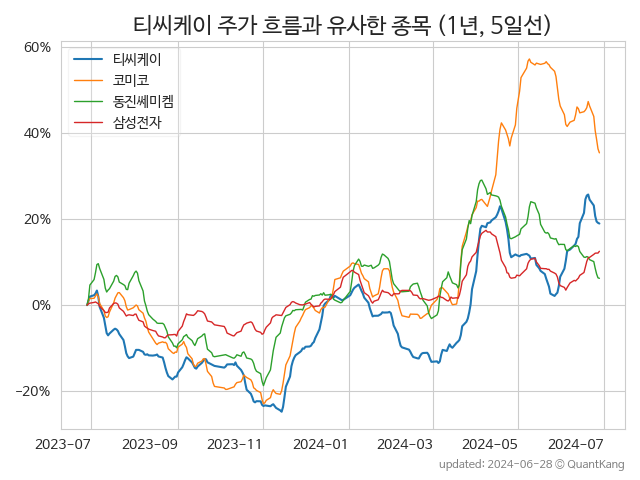 티씨케이 주가 흐름과 유사한 종목 (1년, 5일선)
60%
40%
20%
0%
−20%
티씨케이
코미코
동진쎄미켐
삼성전자
2023-07 2023-09 2023-11 2024-01 2024-03 2024-05 2024-07
updated: 2024-06-28 ⓒ QuantKang